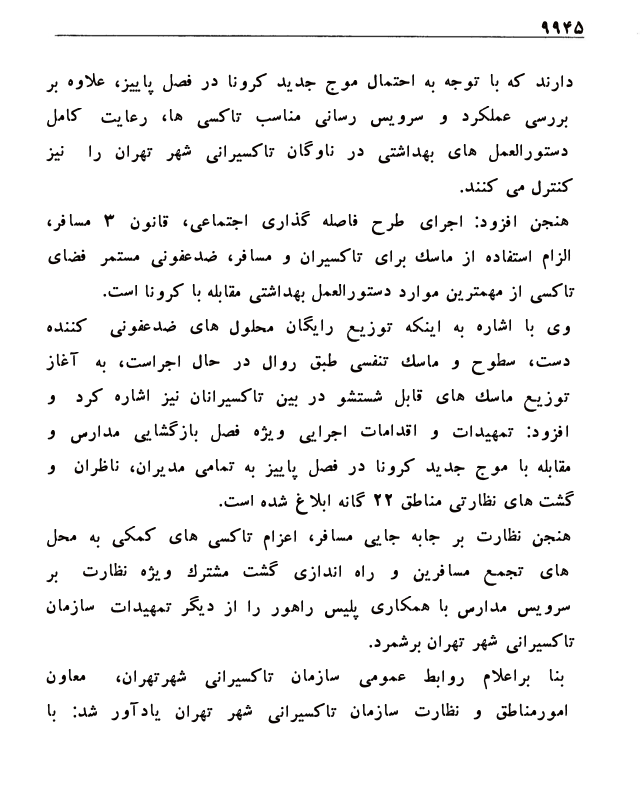 ۹۹۴۵
دارند که با توجه به احتمال موج جدید کرونا در فصل پاییز، علاوه بر
بررسی عملکرد و سرویس رسانی مناسب تاکسی ها، رعایت کامل
دستورالعمل های بهداشتی در ناوگان تاکسیرانی شهر تهران را نیز
کنترل می کنند.
هنجن افزود: اجرای طرح فاصله گذاری اجتماعی، قانون ۳ مسافر،
الزام استفاده از ماسك برای تاکسیران و مسافر، ضدعفونی مستمر فضای
تاکسی از مهمترین موارد دستورالعمل بهداشتی مقابله با کرونا است.
وی با اشاره به اینکه توزیع رایگان محلول های ضدعفونی کننده
دست، سطوح و ماسك تنفسی طبق روال در حال اجراست، به آغاز
توزیع ماسك های قابل شستشو در بین تاکسیرانان نیز اشاره کرد و
افزود: تمهیدات و اقدامات اجرایی ویژه فصل بازگشایی مدارس و
مقابله با موج جدید کرونا در فصل پاییز به تمامی مدیران، ناظران و
گشت های نظارتی مناطق ۲۲ گانه ابلاغ شده است.
هنجن نظارت بر جابه جایی مسافر، اعزام تاکسی های کمکی به محل
های تجمع مسافرین و راه اندازی گشت مشترك ویژه نظارت بر
سرویس مدارس با همکاری پلیس راهور را از دیگر تمهیدات سازمان
تاکسیرانی شهر تهران برشمرد.
بنا براعلام روابط عمومی سازمان تاکسیرانی شهرتهران، معاون
امورمناطق و نظارت سازمان تاکسیرانی شهر تهران یادآور شد: با